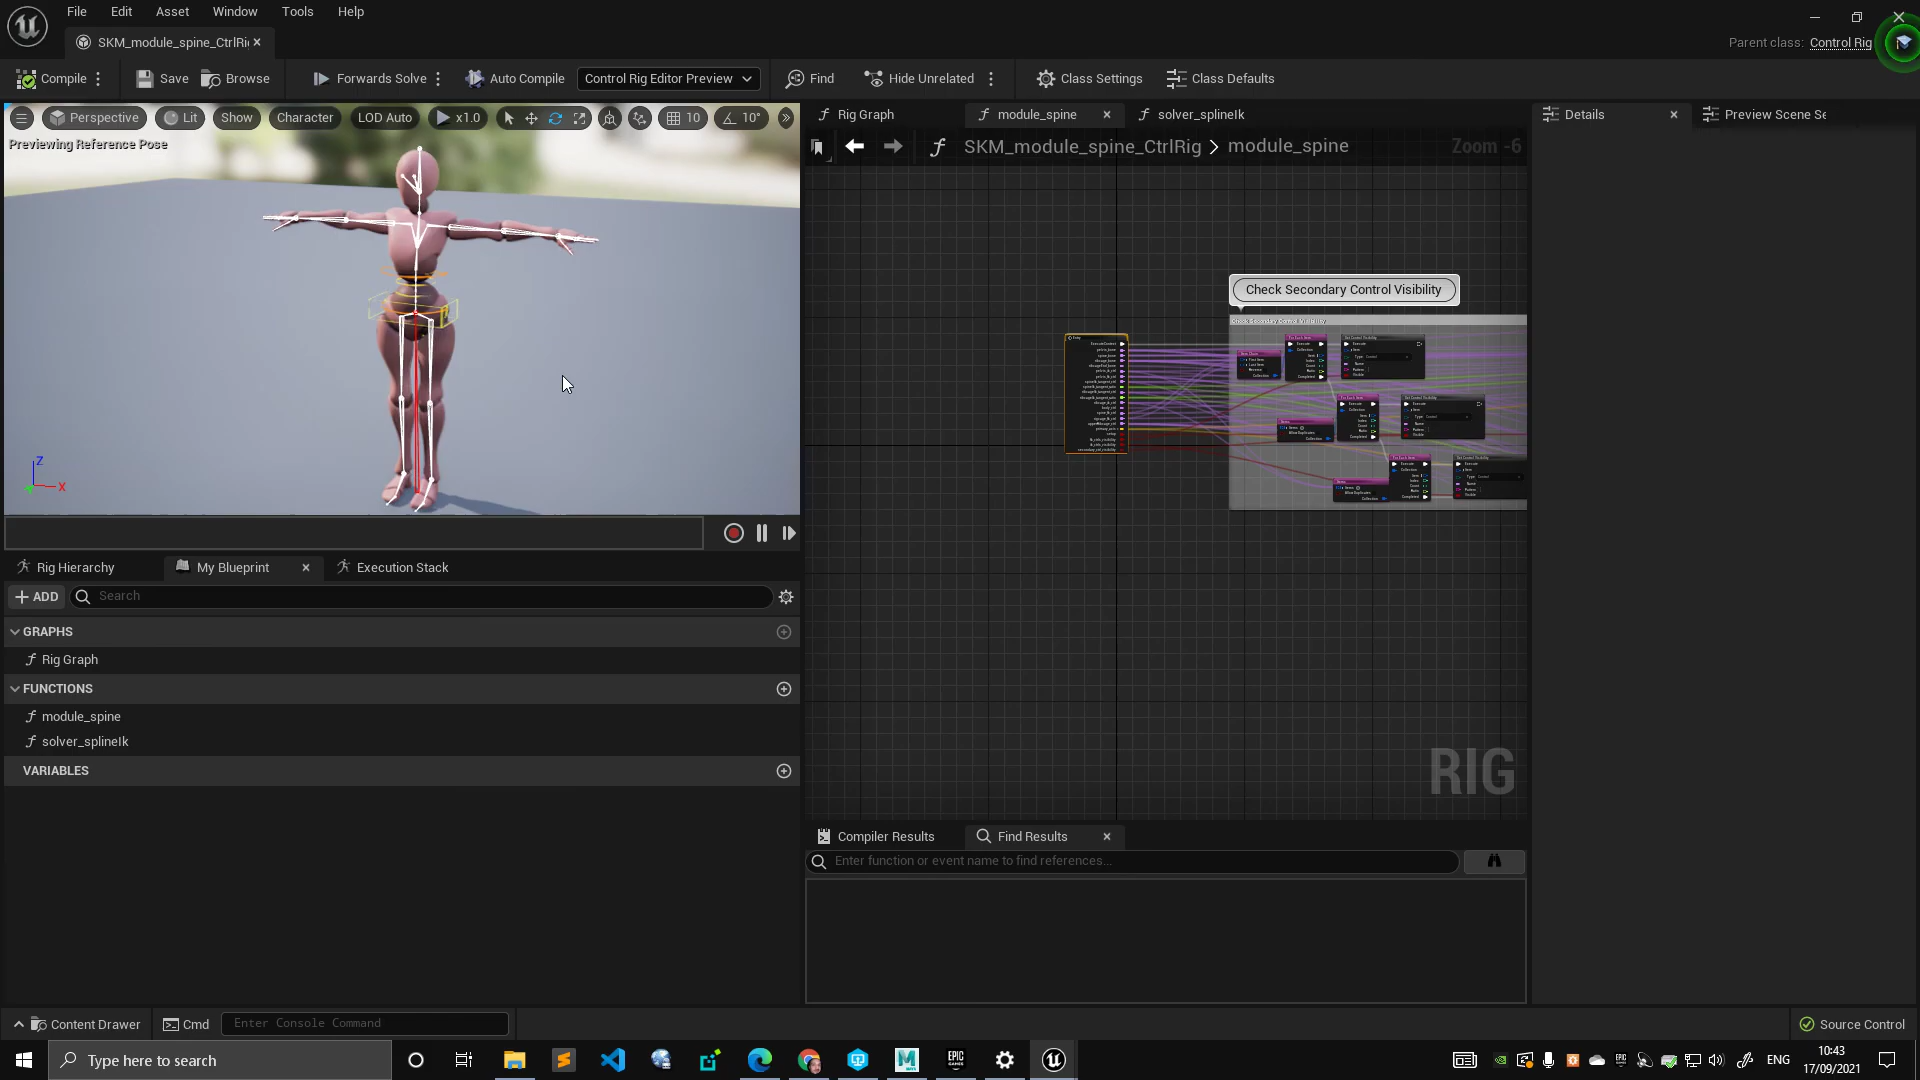 File Edit Asset Window Tools Help
SKM_module_spine_CtrlRi
Parent class: Control Rig
Compile Save Browse Forwards Solve Auto Compile Control Rig Editor Preview Find Hide Unrelated Class Settings Class Defaults
Perspective Lit Show Character LOD Auto x1.0 10 10°
Previewing Reference Pose
Z
X
Rig Graph module_spine solver_splineIk
SKM_module_spine_CtrlRig > module_spine Zoom -6
Check Secondary Control Visibility
Check Secondary Control Visibility
RIG
Details Preview Scene Se
Rig Hierarchy My Blueprint Execution Stack
ADD Search
GRAPHS
Rig Graph
FUNCTIONS
module_spine
solver_splineIk
VARIABLES
Compiler Results Find Results
Enter function or event name to find references...
Content Drawer Cmd Enter Console Command Source Control
Type here to search
ENG
10:43
17/09/2021